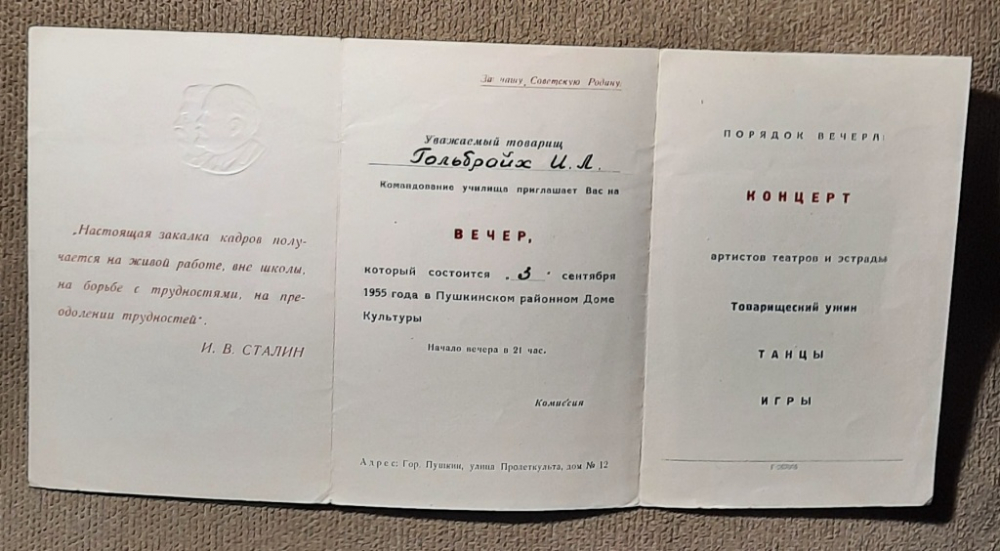 „Настоящая закалка кадров полу-
чается на живой работе, вне школы,
на борьбе с трудностями, на пре-
одолении трудностей".
И. В. СТАЛИН
За нашу Советскую Родину.
Уважаемый товарищ
Гольбрайх И. Л.
Командование училища приглашает Вас на
ВЕЧЕР,
который состоится „3" сентября
1955 года в Пушкинском районном Доме
Культуры
Начало вечера в 21 час.
Комиссия
Адрес: Гор. Пушкин, улица Пролеткульта, дом № 12
ПОРЯДОК ВЕЧЕРА:
КОНЦЕРТ
артистов театров и эстрады
Товарищеский ужин
ТАНЦЫ
ИГРЫ